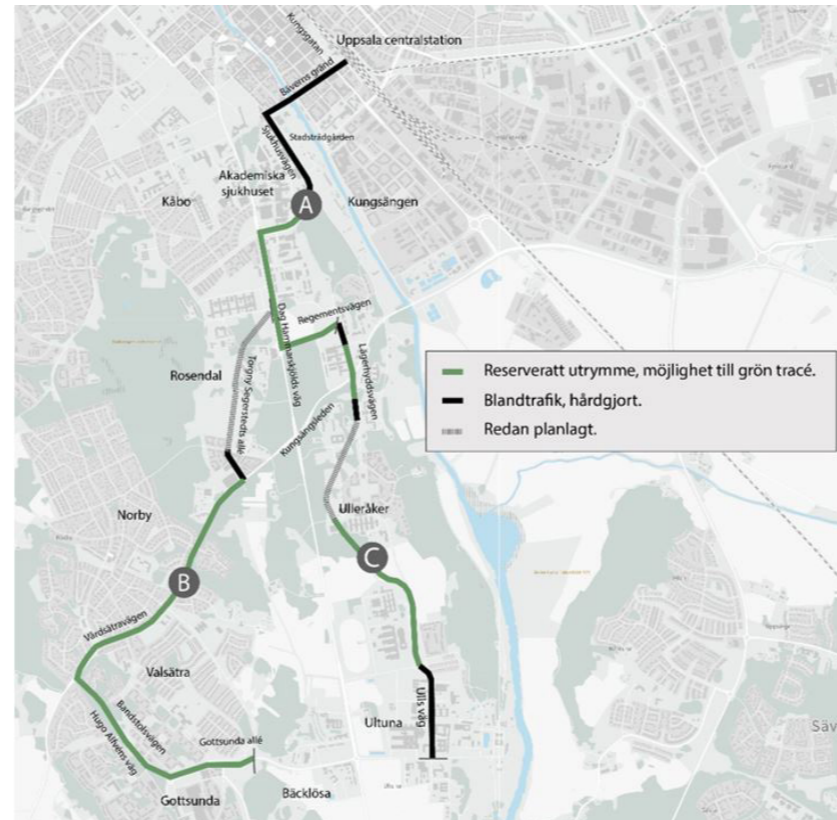 Kungsgatan
Uppsala centralstation
Bäverns gränd
Sjukhusvägen
Stadsträdgården
Akademiska
sjukhuset
Kåbo
A
Kungsängen
Regementsvägen
Dag Hammarskjölds väg
Lägerhyddsvägen
Rosendal
Torgny Segerstedts allé
Kungsängsleden
Reserveratt utrymme, möjlighet till grön tracé.
Blandtrafik, hårdgjort.
Redan planlagt.
Norby
Ulleråker
C
B
Vårdsätravägen
Valsätra
Bandstolsvägen
Hugo Alfvéns väg
Gottsunda allé
Ultuna
Ulls väg
Säv
Gottsunda
Bäcklösa